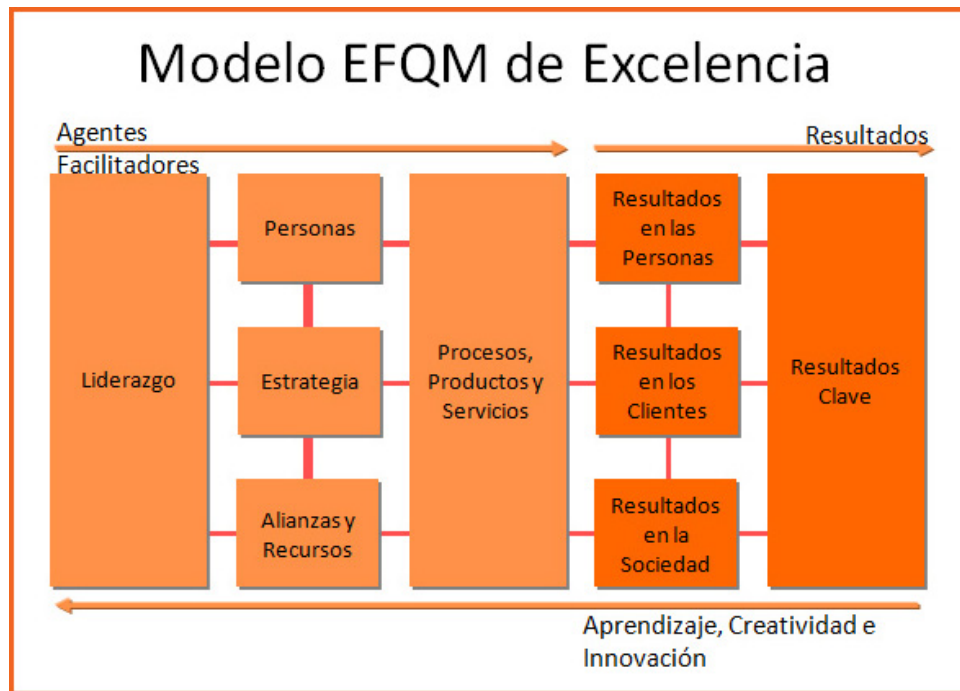 Modelo EFQM de Excelencia
Agentes
Facilitadores
Resultados
Liderazgo
Personas
Estrategia
Alianzas y
Recursos
Procesos,
Productos y
Servicios
Resultados
en las
Personas
Resultados
en los
Clientes
Resultados
en la
Sociedad
Resultados
Clave
Aprendizaje, Creatividad e
Innovación